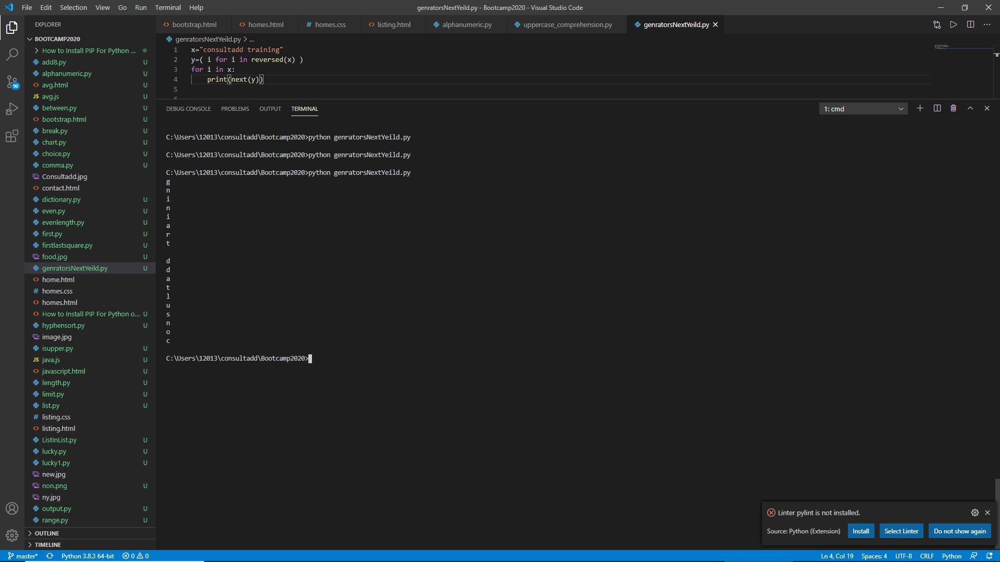 File Edit Selection View Go Run Terminal Help
genratorsNextYeild.py - Bootcamp2020 - Visual Studio Code
EXPLORER
BOOTCAMP2020
How to Install PIP For Python ...
add8.py U
alphanumeric.py U
avg.html U
JS avg.js U
between.py U
bootstrap.html U
break.py U
chart.py U
choice.py U
comma.py U
Consultadd.jpg
contact.html
dictionary.py U
even.py U
evenlength.py U
first.py U
firstlastsquare.py U
food.jpg U
genratorsNextYeild.py U
home.html
# homes.css
homes.html
How to Install PIP For Python o... U
hyphensort.py U
image.jpg
isupper.py U
JS java.js U
javascript.html U
length.py U
limit.py U
list.py U
# listing.css
listing.html
ListInList.py U
lucky.py U
lucky1.py U
new.jpg
non.png U
ny.jpg
output.py U
range.py U
OUTLINE
TIMELINE
90
bootstrap.html homes.html # homes.css listing.html alphanumeric.py uppercase_comprehension.py genratorsNextYeild.py
genratorsNextYeild.py > ...
1 x="consultadd training"
2 y=( i for i in reversed(x) )
3 for i in x:
4 print(next(y))
5
DEBUG CONSOLE PROBLEMS OUTPUT TERMINAL
1: cmd
C:\Users\12013\consultadd\Bootcamp2020>python genratorsNextYeild.py
C:\Users\12013\consultadd\Bootcamp2020>python genratorsNextYeild.py
C:\Users\12013\consultadd\Bootcamp2020>python genratorsNextYeild.py
g
n
i
n
i
a
r
t
d
d
a
t
l
u
s
n
o
c
C:\Users\12013\consultadd\Bootcamp2020>
Linter pylint is not installed.
Source: Python (Extension)
Install
Select Linter
Do not show again
master* Python 3.8.3 64-bit 0 0
Ln 4, Col 19 Spaces: 4 UTF-8 CRLF Python